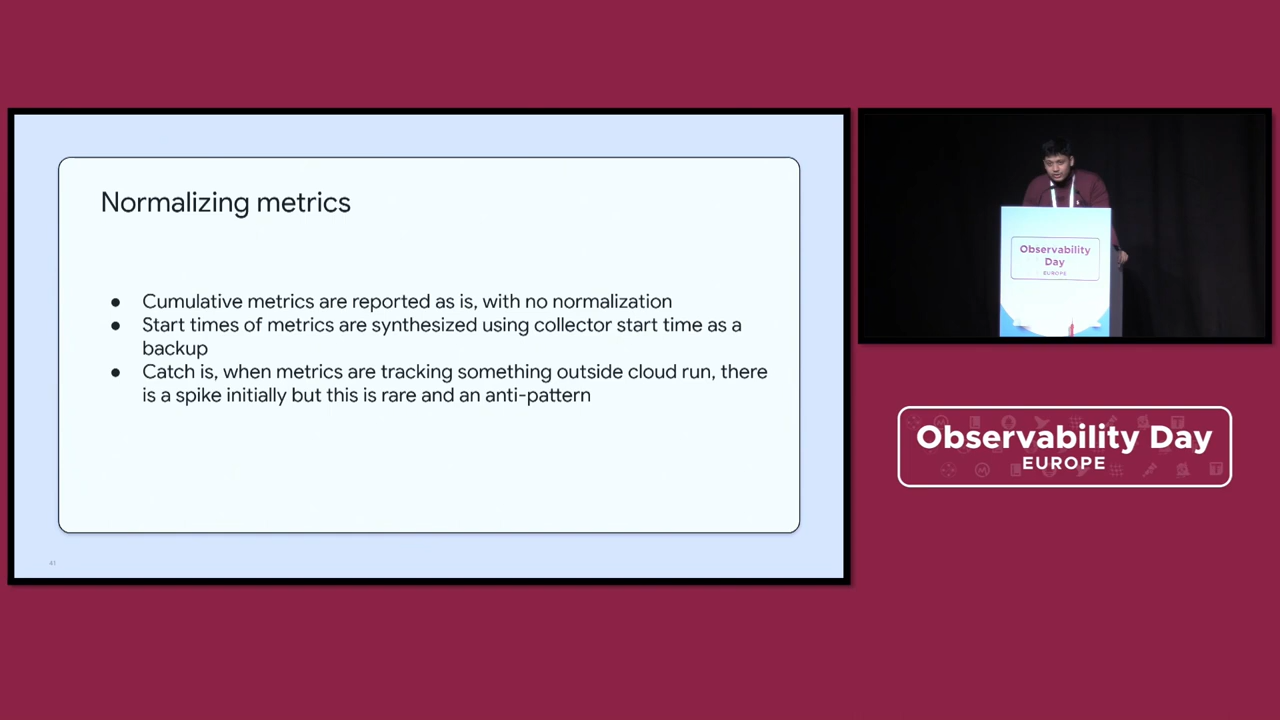 Normalizing metrics
● Cumulative metrics are reported as is, with no normalization
● Start times of metrics are synthesized using collector start time as a
backup
● Catch is, when metrics are tracking something outside cloud run, there
is a spike initially but this is rare and an anti-pattern
41
Observability
Day
EUROPE
Observability Day
EUROPE